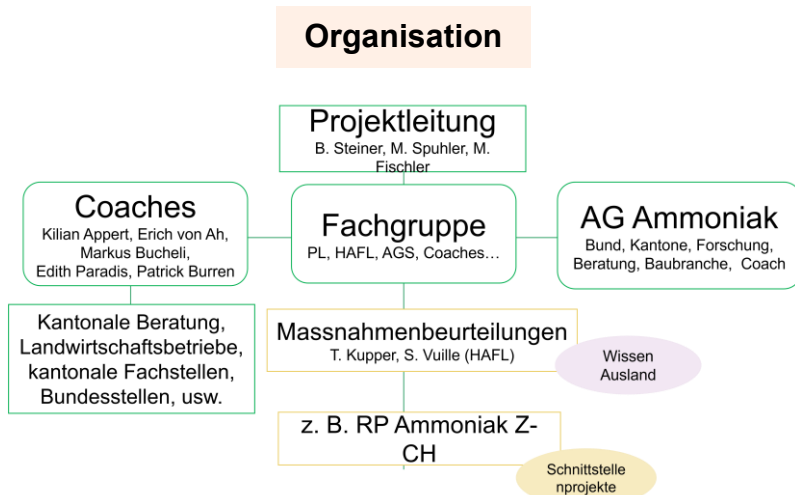 Organisation
Projektleitung
B. Steiner, M. Spuhler, M.
Fischler
Coaches
Kilian Appert, Erich von Ah,
Markus Bucheli,
Edith Paradis, Patrick Burren
Fachgruppe
PL, HAFL, AGS, Coaches…
AG Ammoniak
Bund, Kantone, Forschung,
Beratung, Baubranche, Coach
Kantonale Beratung,
Landwirtschaftsbetriebe,
kantonale Fachstellen,
Bundesstellen, usw.
Massnahmenbeurteilungen
T. Kupper, S. Vuille (HAFL)
Wissen
Ausland
z. B. RP Ammoniak Z-
CH
Schnittstelle
nprojekte